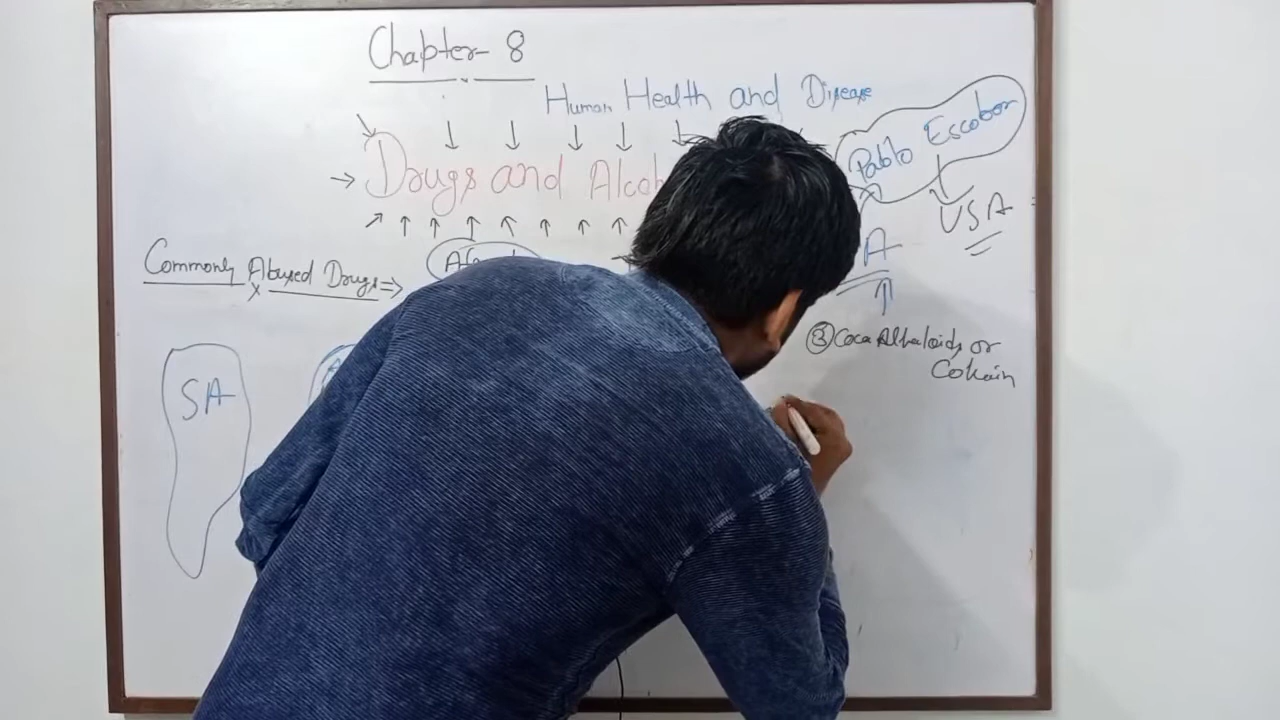 Chapter- 8
Human Health and Disease
Drugs and Alcoh
Pablo Escobar
USA
A
Commonly Abused Drugs =>
SA
③ Coca Alkaloids or
Cokain